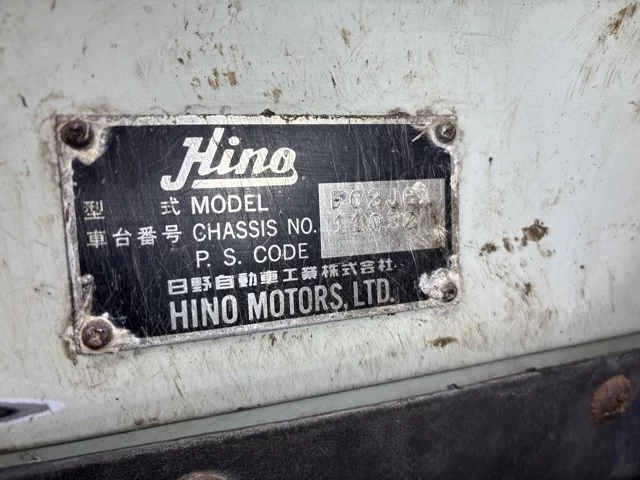 Hino
型 式 MODEL
車台番号 CHASSIS NO.
P. S. CODE
日野自動車工業株式会社
HINO MOTORS, LTD.